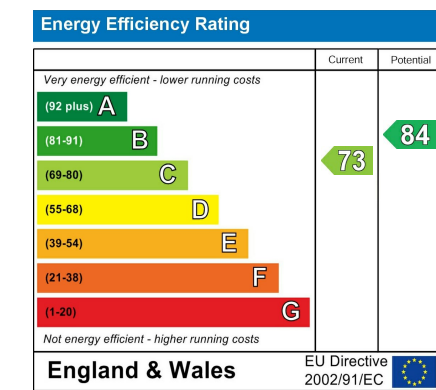 Energy Efficiency Rating
Current Potential
Very energy efficient - lower running costs
(92 plus) A
(81-91) B
84
(69-80) C
73
(55-68) D
(39-54) E
(21-38) F
(1-20) G
Not energy efficient - higher running costs
England & Wales
EU Directive
2002/91/EC